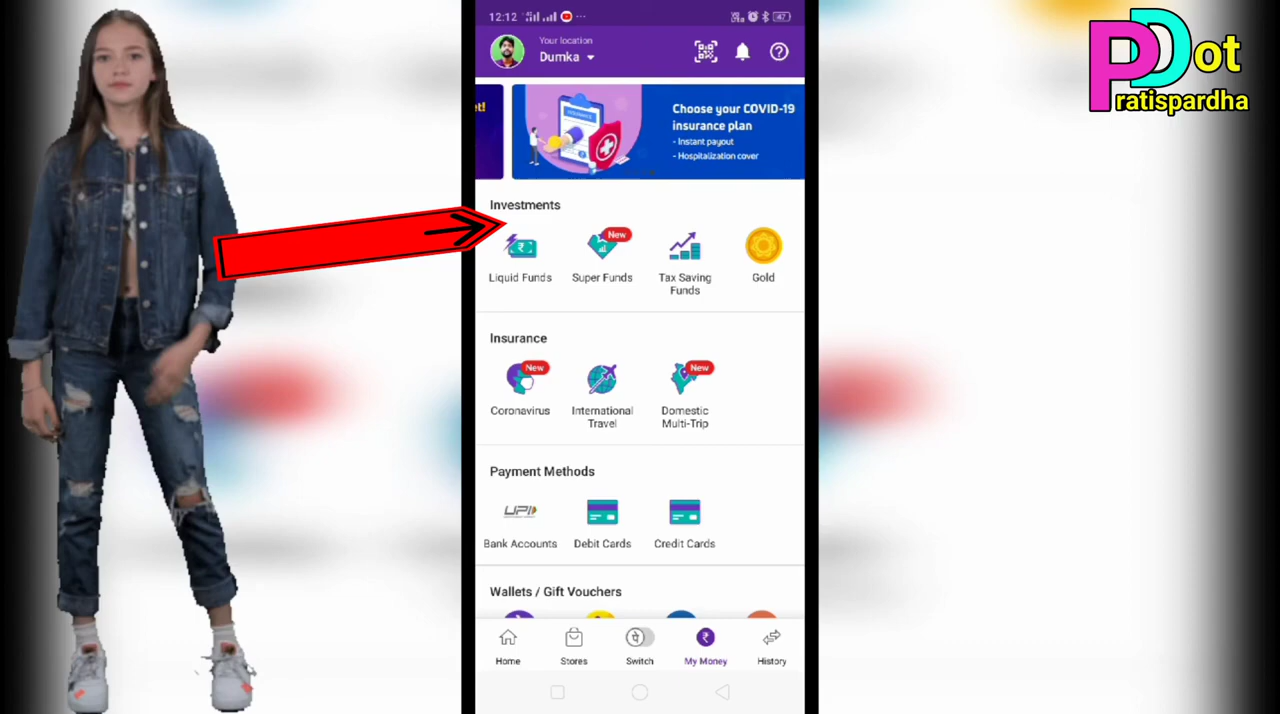 12:12
47
Your location
Dumka
Choose your COVID-19
insurance plan
- Instant payout
- Hospitalization cover
Investments
New
Liquid Funds
Super Funds
Tax Saving
Funds
Gold
Insurance
New
New
Coronavirus
International
Travel
Domestic
Multi-Trip
Payment Methods
UPI
Bank Accounts
Debit Cards
Credit Cards
Wallets / Gift Vouchers
Home
Stores
पे
Switch
₹
My Money
History
Dot
Pratispardha